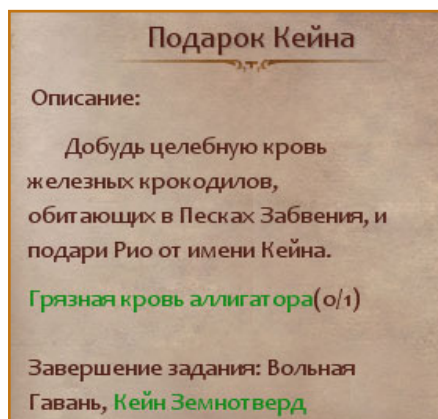 Подарок Кейна
Описание:
Добудь целебную кровь
железных крокодилов,
обитающих в Песках Забвения, и
подари Рио от имени Кейна.
Грязная кровь аллигатора(0/1)
Завершение задания: Вольная
Гавань, Кейн Земнотверд